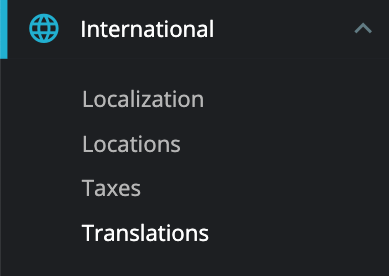 International
Localization
Locations
Taxes
Translations